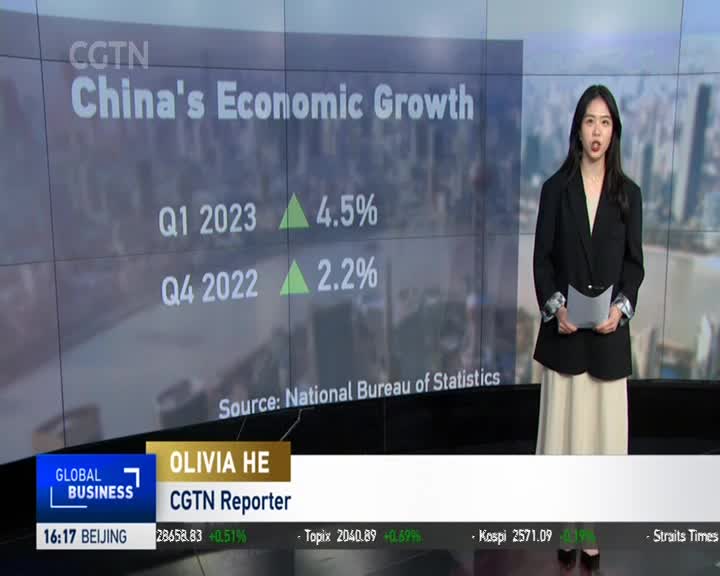 CGTN
China's Economic Growth
Q1 2023 4.5%
Q4 2022 2.2%
Source: National Bureau of Statistics
OLIVIA HE
GLOBAL BUSINESS
CGTN Reporter
16:17 BEIJING
28658.83 +0.51% · Topix 2040.89 +0.69% · Kospi 2571.09 -0.19% · Straits Times